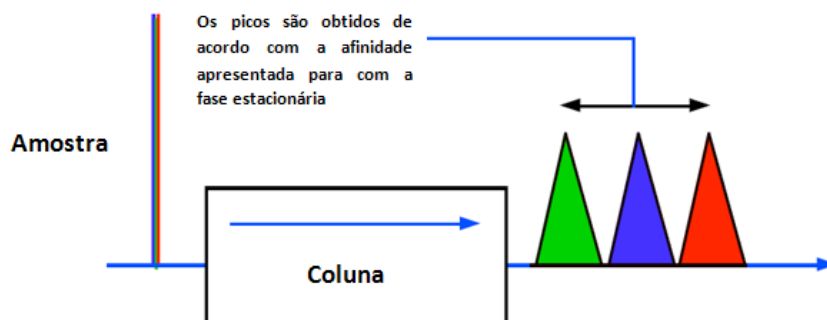 Os picos são obtidos de
acordo com a afinidade
apresentada para com a
fase estacionária
Amostra
Coluna